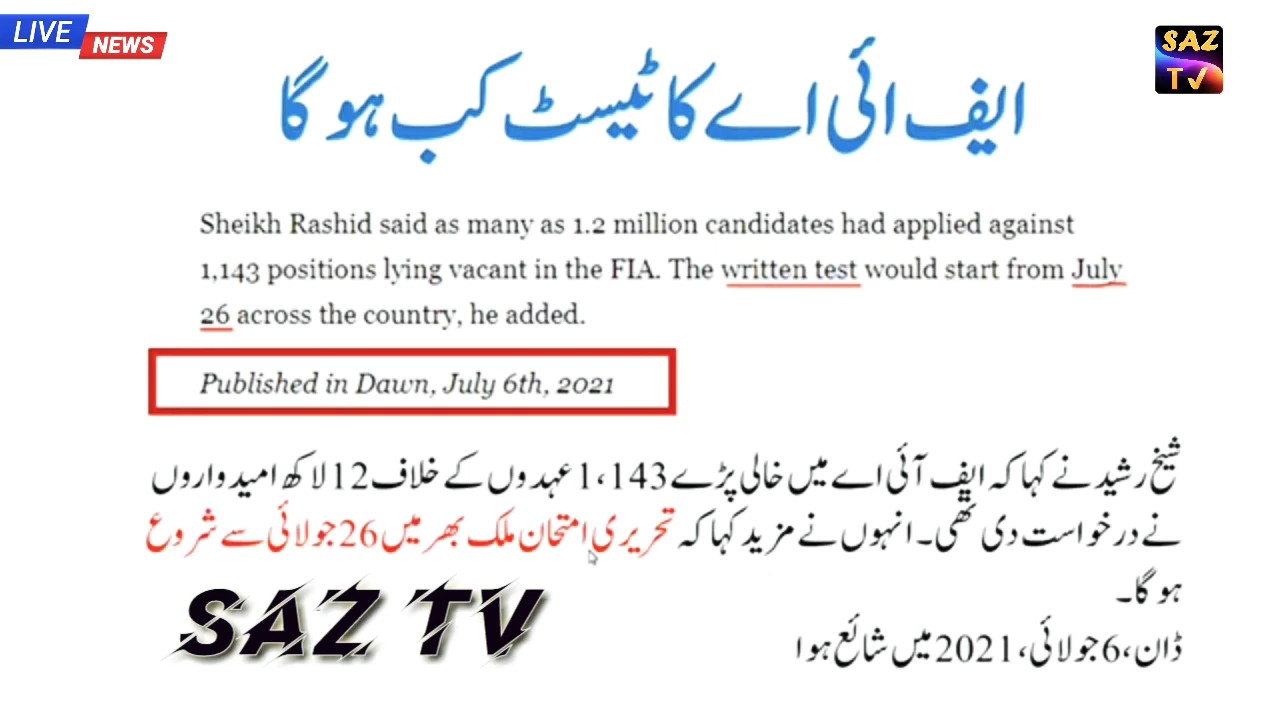 LIVE
NEWS
SAZ
TV
ایف ائی اے کا ٹیسٹ کب ہو گا
Sheikh Rashid said as many as 1.2 million candidates had applied against
1,143 positions lying vacant in the FIA. The written test would start from July
26 across the country, he added.
Published in Dawn, July 6th, 2021
شیخ رشید نے کہا کہ ایف آئی اے میں خالی پڑے 1،143 عہدوں کے خلاف 12 لاکھ امیدواروں
نے درخواست دی تھی۔ انہوں نے مزید کہا کہ تحریری امتحان ملک بھر میں 26 جولائی سے شروع
ہو گا۔
ڈان، 6 جولائی، 2021 میں شائع ہوا
SAZ TV